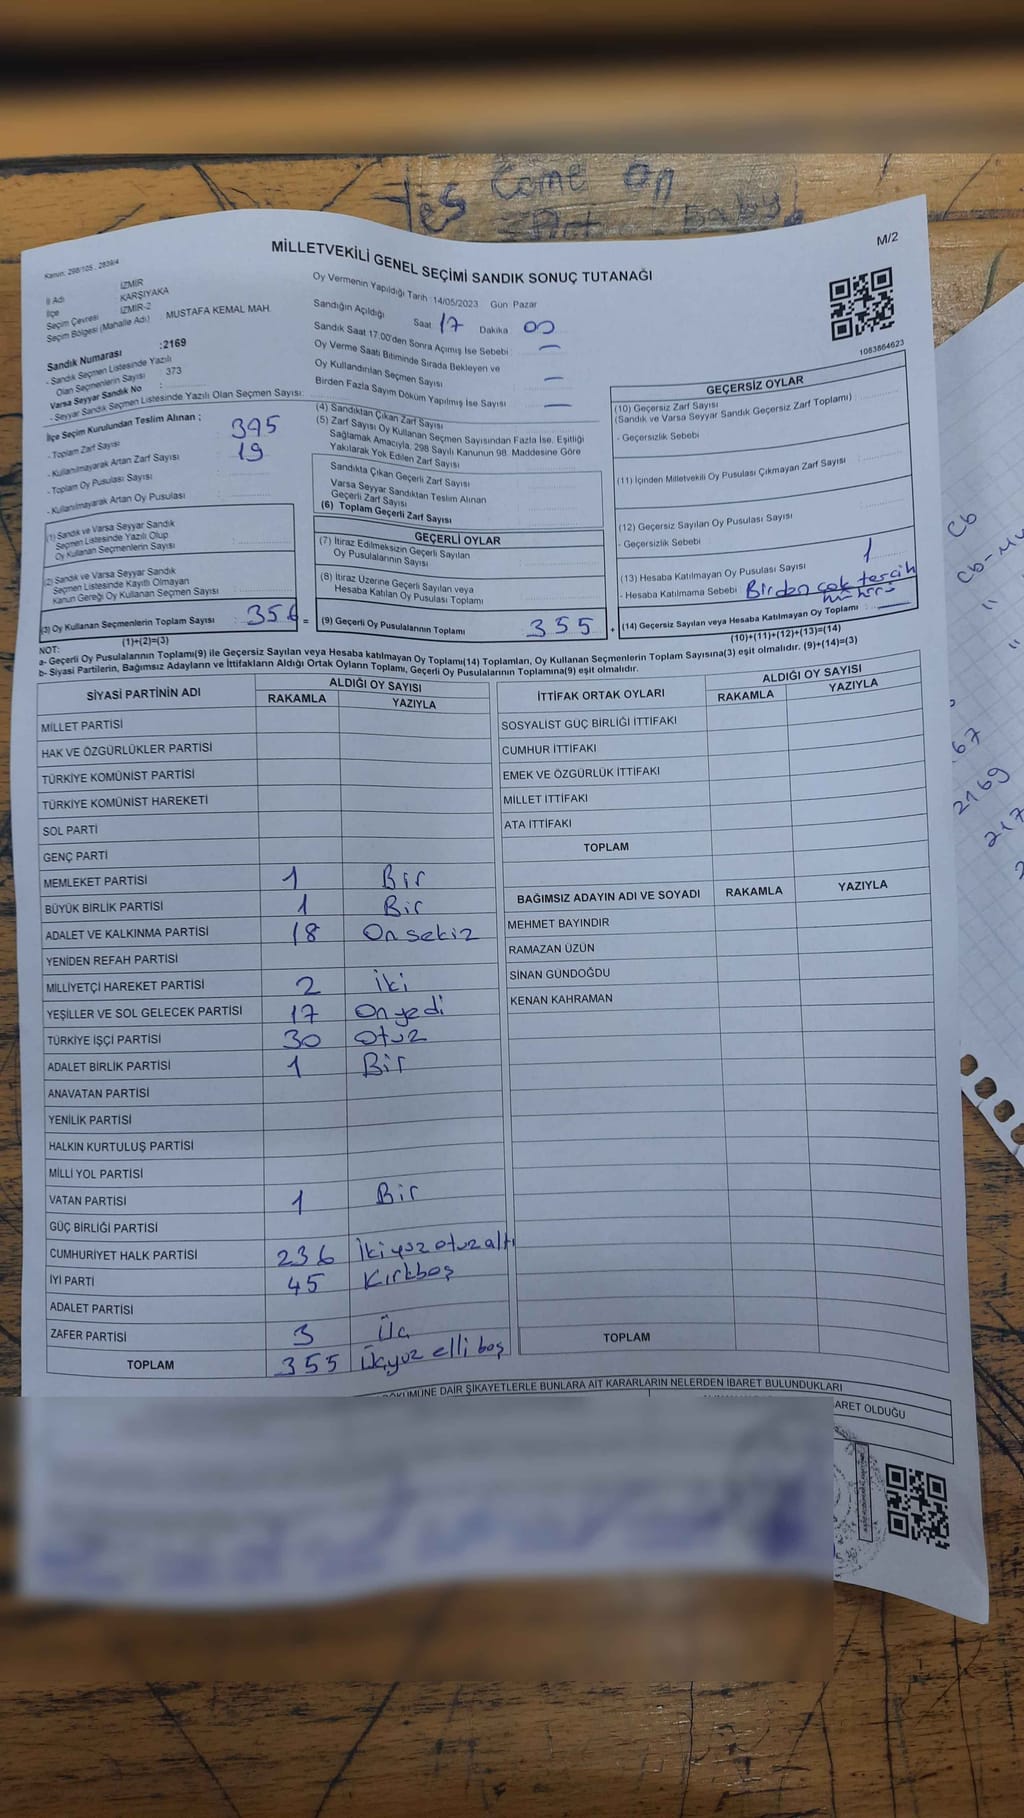 Yes Come On
Baby
M/2
MİLLETVEKİLİ GENEL SEÇİMİ SANDIK SONUÇ TUTANAĞI
Kanun: 298/105 , 2839/4
İl Adı İZMİR
İlçe KARŞIYAKA
Seçim Çevresi İZMİR-2
Seçim Bölgesi (Mahalle Adı) : MUSTAFA KEMAL MAH.
Sandık Numarası :2169
- Sandık Seçmen Listesinde Yazılı
Olan Seçmenlerin Sayısı : 373
Varsa Seyyar Sandık No :
- Seyyar Sandık Seçmen Listesinde Yazılı Olan Seçmen Sayısı:
Oy Vermenin Yapıldığı Tarih :14/05/2023 Gün: Pazar
Sandığın Açıldığı Saat 17 Dakika 00
Sandık Saat 17.00'den Sonra Açımış İse Sebebi : —
Oy Verme Saati Bitiminde Sırada Bekleyen ve
Oy Kullandırılan Seçmen Sayısı —
Birden Fazla Sayım Döküm Yapılmış İse Sayısı —
1083664623
İlçe Seçim Kurulundan Teslim Alınan ;
- Toplam Zarf Sayısı : 395
- Kullanılmayarak Artan Zarf Sayısı : 19
- Toplam Oy Pusulası Sayısı :
- Kullanılmayarak Artan Oy Pusulası :
(1) Sandık ve Varsa Seyyar Sandık
Seçmen Listesinde Yazılı Olup
Oy Kullanan Seçmenlerin Sayısı :
(2) Sandık ve Varsa Seyyar Sandık
Seçmen Listesinde Kayıtlı Olmayan
Kanun Gereği Oy Kullanan Seçmen Sayısı :
(3) Oy Kullanan Seçmenlerin Toplam Sayısı : 356 =
(1)+(2)=(3)
(4) Sandıktan Çıkan Zarf Sayısı
(5) Zarf Sayısı Oy Kullanan Seçmen Sayısından Fazla İse, Eşitliği
Sağlamak Amacıyla, 298 Sayılı Kanunun 98. Maddesine Göre
Yakılarak Yok Edilen Zarf Sayısı
Sandıkta Çıkan Geçerli Zarf Sayısı
Varsa Seyyar Sandıktan Teslim Alınan
Geçerli Zarf Sayısı
(6) Toplam Geçerli Zarf Sayısı
GEÇERLİ OYLAR
(7) İtiraz Edilmeksizin Geçerli Sayılan
Oy Pusulalarının Sayısı
(8) İtiraz Üzerine Geçerli Sayılan veya
Hesaba Katılan Oy Pusulası Toplamı
(9) Geçerli Oy Pusulalarının Toplamı 355 +
GEÇERSİZ OYLAR
(10) Geçersiz Zarf Sayısı
(Sandık ve Varsa Seyyar Sandık Geçersiz Zarf Toplamı) :
- Geçersizlik Sebebi
(11) İçinden Milletvekili Oy Pusulası Çıkmayan Zarf Sayısı
(12) Geçersiz Sayılan Oy Pusulası Sayısı
- Geçersizlik Sebebi :
(13) Hesaba Katılmayan Oy Pusulası Sayısı 1
- Hesaba Katılmama Sebebi : Birden çok tercih
mührü
(14) Geçersiz Sayılan veya Hesaba Katılmayan Oy Toplamı : —
(10)+(11)+(12)+(13)=(14)
NOT:
a- Geçerli Oy Pusulalarının Toplamı(9) ile Geçersiz Sayılan veya Hesaba katılmayan Oy Toplamı(14) Toplamları, Oy Kullanan Seçmenlerin Toplam Sayısına(3) eşit olmalıdır. (9)+(14)=(3)
b- Siyasi Partilerin, Bağımsız Adayların ve İttifakların Aldığı Ortak Oyların Toplamı, Geçerli Oy Pusulalarının Toplamına(9) eşit olmalıdır.
SİYASİ PARTİNİN ADI ALDIĞI OY SAYISI
RAKAMLA YAZIYLA
MİLLET PARTİSİ
HAK VE ÖZGÜRLÜKLER PARTİSİ
TÜRKİYE KOMÜNİST PARTİSİ
TÜRKİYE KOMÜNİST HAREKETİ
SOL PARTİ
GENÇ PARTİ
MEMLEKET PARTİSİ 1 Bir
BÜYÜK BİRLİK PARTİSİ 1 Bir
ADALET VE KALKINMA PARTİSİ 18 Onsekiz
YENİDEN REFAH PARTİSİ
MİLLİYETÇİ HAREKET PARTİSİ 2 İki
YEŞİLLER VE SOL GELECEK PARTİSİ 17 Onyedi
TÜRKİYE İŞÇİ PARTİSİ 30 Otuz
ADALET BİRLİK PARTİSİ 1 Bir
ANAVATAN PARTİSİ
YENİLİK PARTİSİ
HALKIN KURTULUŞ PARTİSİ
MİLLİ YOL PARTİSİ
VATAN PARTİSİ 1 Bir
GÜÇ BİRLİĞİ PARTİSİ
CUMHURİYET HALK PARTİSİ 236 İkiyüzotuzaltı
İYİ PARTİ 45 Kırkbeş
ADALET PARTİSİ
ZAFER PARTİSİ 3 Üç
TOPLAM 355 Üçyüz elli beş
İTTİFAK ORTAK OYLARI ALDIĞI OY SAYISI
RAKAMLA YAZIYLA
SOSYALİST GÜÇ BİRLİĞİ İTTİFAKI
CUMHUR İTTİFAKI
EMEK VE ÖZGÜRLÜK İTTİFAKI
MİLLET İTTİFAKI
ATA İTTİFAKI
TOPLAM
BAĞIMSIZ ADAYIN ADI VE SOYADI RAKAMLA YAZIYLA
MEHMET BAYINDIR
RAMAZAN ÜZÜN
SİNAN GÜNDOĞDU
KENAN KAHRAMAN
TOPLAM
DÖKÜMÜNE DAİR ŞİKAYETLERLE BUNLARA AİT KARARLARIN NELERDEN İBARET BULUNDUKLARI
ARET OLDUĞU
Cb
Cb-
"
"
67
2169
217